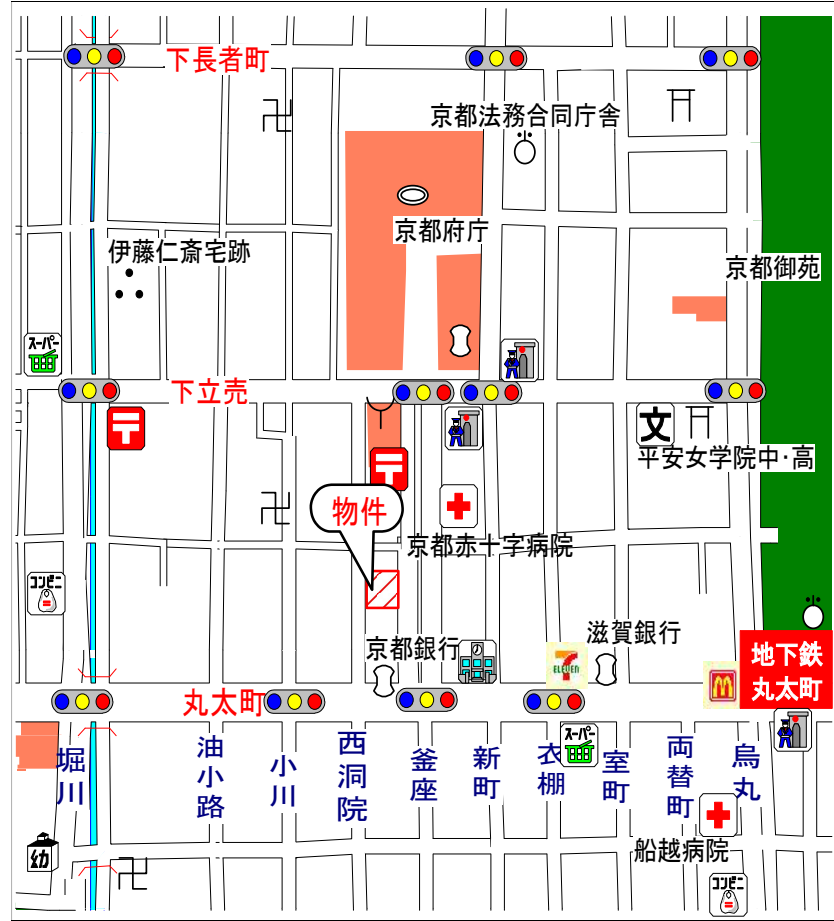 下長者町
京都法務合同庁舎
京都府庁
伊藤仁斎宅跡
京都御苑
スーパー
下立売
文
平安女学院中・高
物件
京都赤十字病院
コンビニ
京都銀行
滋賀銀行
7
ELEVEN
地下鉄
丸太町
M
丸太町
堀川
油小路
小川
西洞院
釜座
新町
衣棚
スーパー
室町
両替町
烏丸
船越病院
幼
コンビニ